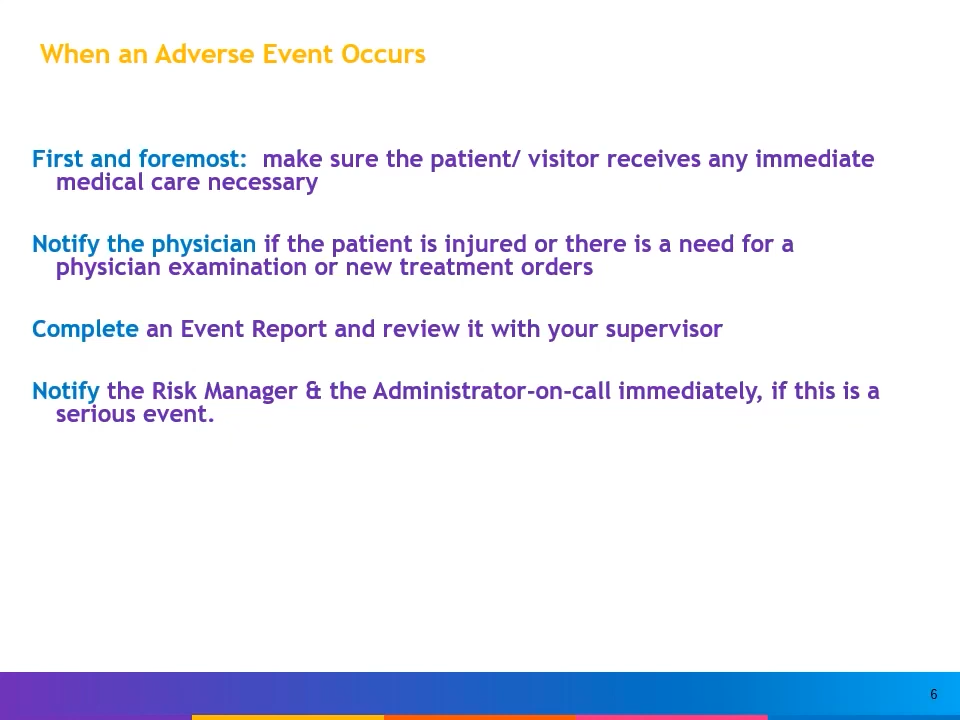 When an Adverse Event Occurs
First and foremost:  make sure the patient/ visitor receives any immediate
medical care necessary
Notify the physician if the patient is injured or there is a need for a
physician examination or new treatment orders
Complete an Event Report and review it with your supervisor
Notify the Risk Manager & the Administrator-on-call immediately, if this is a
serious event.
6